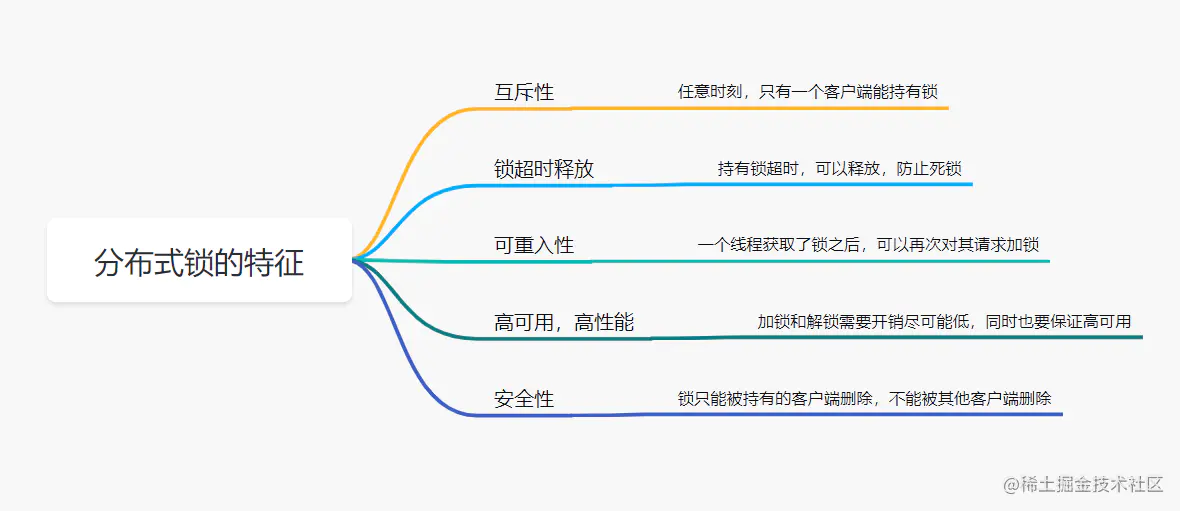 互斥性
任意时刻，只有一个客户端能持有锁
锁超时释放
持有锁超时，可以释放，防止死锁
分布式锁的特征
可重入性
一个线程获取了锁之后，可以再次对其请求加锁
高可用，高性能
加锁和解锁需要开销尽可能低，同时也要保证高可用
安全性
锁只能被持有的客户端删除，不能被其他客户端删除
@稀土掘金技术社区